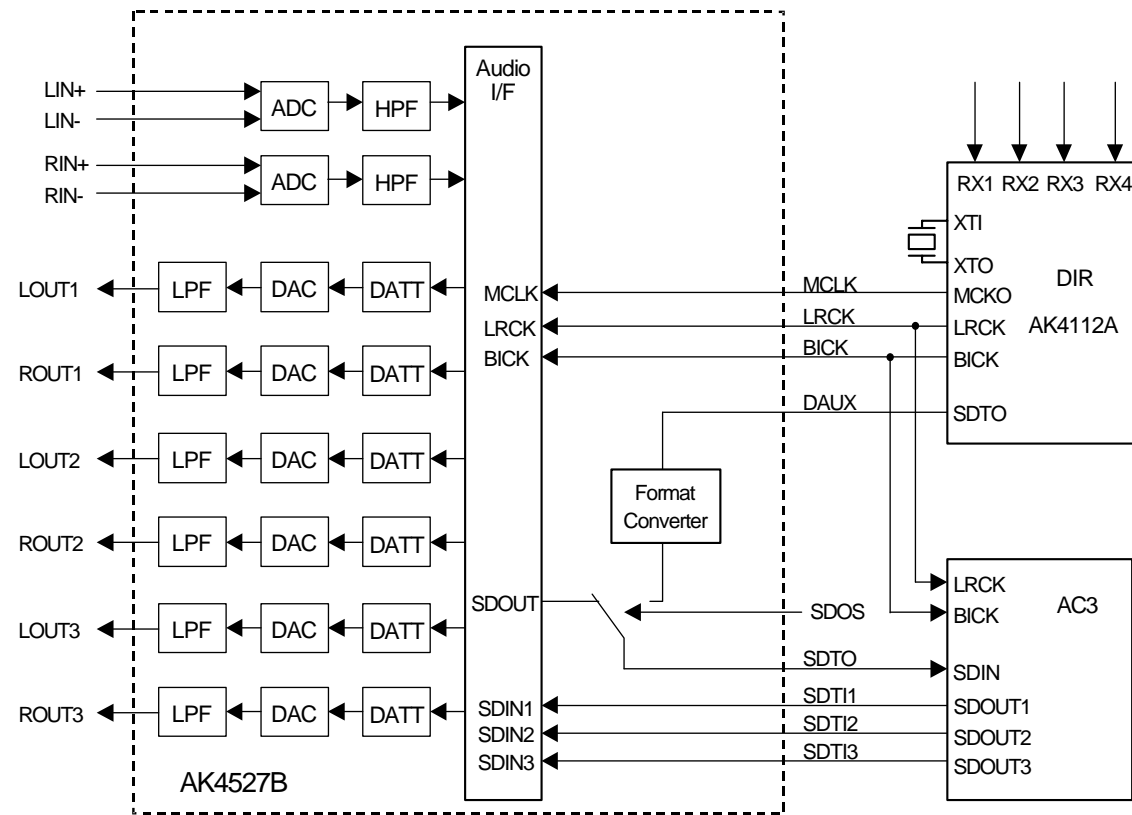 Audio
I/F
LIN+
LIN-
ADC
HPF
RIN+
RIN-
ADC
HPF
RX1 RX2 RX3 RX4
XTI
XTO
DIR
AK4112A
MCKO
LRCK
BICK
SDTO
MCLK
LRCK
BICK
DAUX
MCLK
LRCK
BICK
LOUT1
LPF
DAC
DATT
ROUT1
LPF
DAC
DATT
LOUT2
LPF
DAC
DATT
ROUT2
LPF
DAC
DATT
LOUT3
LPF
DAC
DATT
ROUT3
LPF
DAC
DATT
Format
Converter
SDOUT
SDOS
SDTO
SDTI1
SDTI2
SDTI3
SDIN1
SDIN2
SDIN3
LRCK
BICK
AC3
SDIN
SDOUT1
SDOUT2
SDOUT3
AK4527B